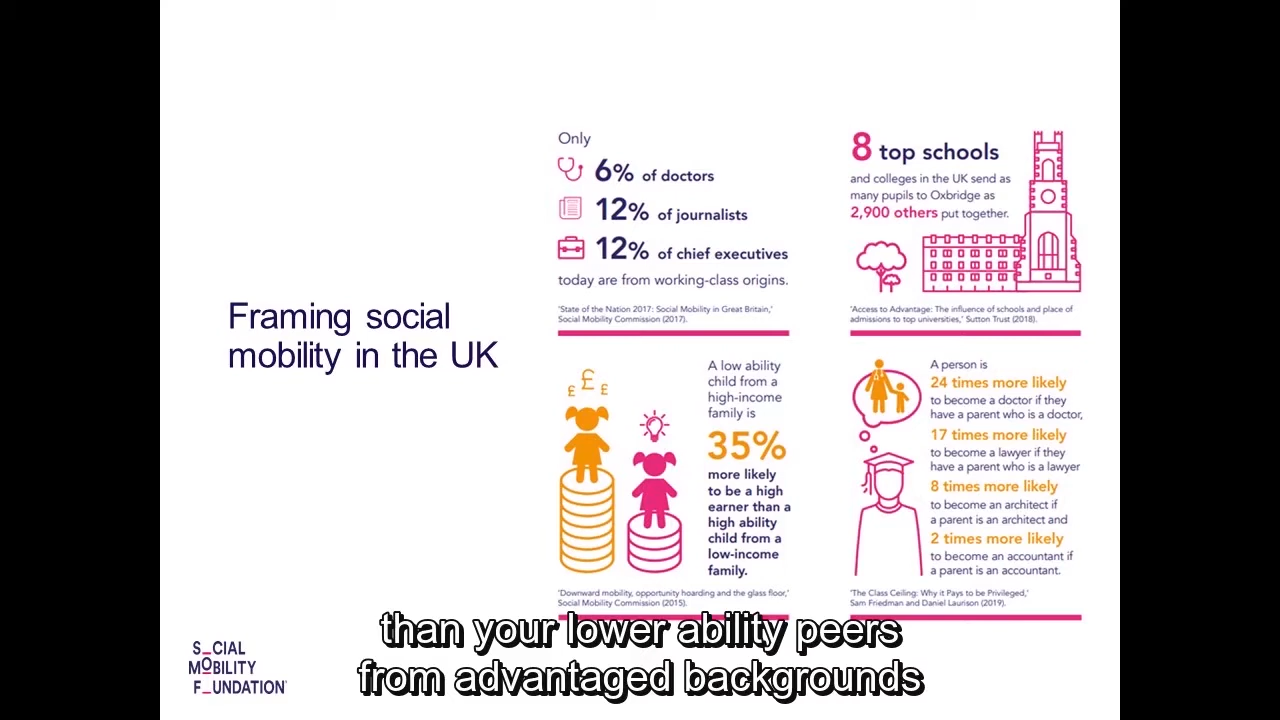 Framing social
mobility in the UK
Only
6% of doctors
12% of journalists
12% of chief executives
today are from working-class origins.
'State of the Nation 2017: Social Mobility in Great Britain,'
Social Mobility Commission (2017).
8 top schools
and colleges in the UK send as
many pupils to Oxbridge as
2,900 others put together.
'Access to Advantage: The influence of schools and place of
admissions to top universities,' Sutton Trust (2018).
£ £ £
A low ability
child from a
high-income
family is
35%
more likely
to be a high
earner than a
high ability
child from a
low-income
family.
'Downward mobility, opportunity hoarding and the glass floor,'
Social Mobility Commission (2015).
A person is
24 times more likely
to become a doctor if they
have a parent who is a doctor,
17 times more likely
to become a lawyer if they
have a parent who is a lawyer
8 times more likely
to become an architect if
a parent is an architect and
2 times more likely
to become an accountant if
a parent is an accountant.
'The Class Ceiling: Why it Pays to be Privileged,'
Sam Friedman and Daniel Laurison (2019).
than your lower ability peers
from advantaged backgrounds
SOCIAL
MOBILITY
FOUNDATION